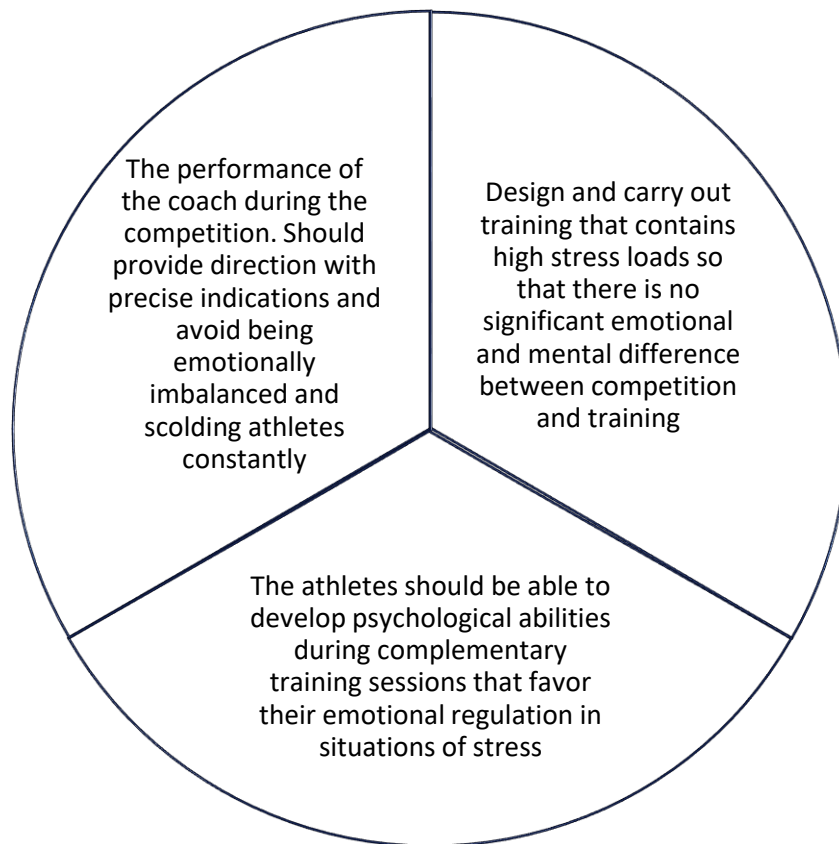 The performance of
the coach during the
competition. Should
provide direction with
precise indications and
avoid being
emotionally
imbalanced and
scolding athletes
constantly
Design and carry out
training that contains
high stress loads so
that there is no
significant emotional
and mental difference
between competition
and training
The athletes should be able to
develop psychological abilities
during complementary
training sessions that favor
their emotional regulation in
situations of stress